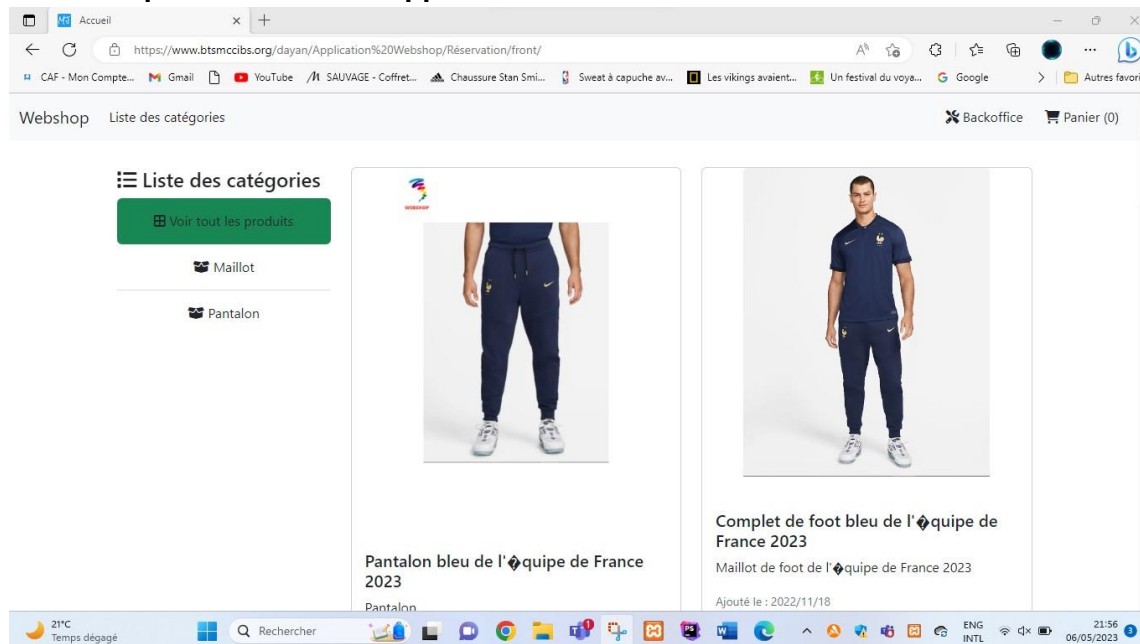 Accueil
https://www.btsmccibs.org/dayan/Application%20Webshop/Réservation/front/
CAF - Mon Compte...
Gmail
YouTube
SAUVAGE - Coffret...
Chaussure Stan Smi...
Sweat à capuche av...
Les vikings avaient...
Un festival du voya...
Google
Autres favori
Webshop
Liste des catégories
Backoffice
Panier (0)
Liste des catégories
Voir tout les produits
Maillot
Pantalon
WEBSHOP
Pantalon bleu de l'�quipe de France
2023
Pantalon
Complet de foot bleu de l'�quipe de
France 2023
Maillot de foot de l'�quipe de France 2023
Ajouté le : 2022/11/18
21°C
Temps dégagé
Rechercher
ENG
INTL
21:56
06/05/2023
3